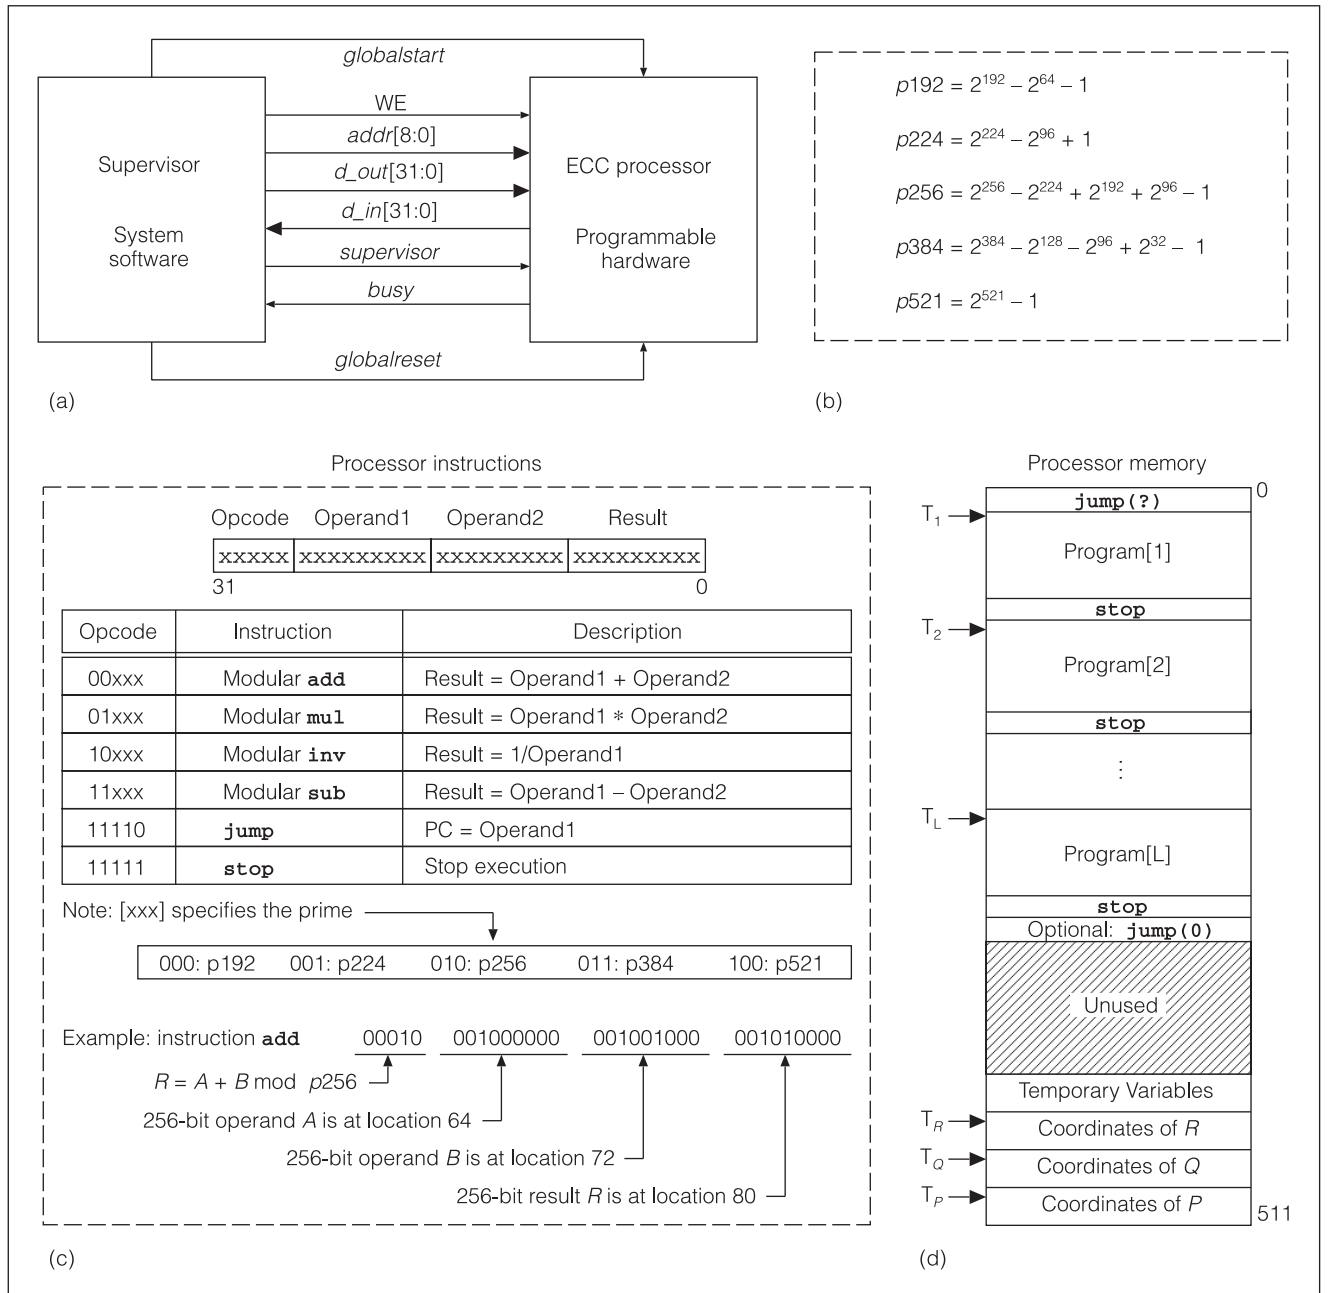 globalstart
Supervisor
System
software
WE
addr[8:0]
d_out[31:0]
d_in[31:0]
supervisor
busy
ECC processor
Programmable
hardware
globalreset
(a)
p192 = 2^192 – 2^64 – 1
p224 = 2^224 – 2^96 + 1
p256 = 2^256 – 2^224 + 2^192 + 2^96 – 1
p384 = 2^384 – 2^128 – 2^96 + 2^32 – 1
p521 = 2^521 – 1
(b)
Processor instructions
Opcode Operand1 Operand2 Result
xxxxx xxxxxxxxx xxxxxxxxx xxxxxxxxx
31 0
Opcode Instruction Description
00xxx Modular add Result = Operand1 + Operand2
01xxx Modular mul Result = Operand1 * Operand2
10xxx Modular inv Result = 1/Operand1
11xxx Modular sub Result = Operand1 – Operand2
11110 jump PC = Operand1
11111 stop Stop execution
Note: [xxx] specifies the prime
000: p192 001: p224 010: p256 011: p384 100: p521
Example: instruction add 00010 001000000 001001000 001010000
R = A + B mod p256
256-bit operand A is at location 64
256-bit operand B is at location 72
256-bit result R is at location 80
(c)
Processor memory
0
jump(?)
T1
Program[1]
stop
T2
Program[2]
stop
⋮
TL
Program[L]
stop
Optional: jump(0)
Unused
Temporary Variables
TR Coordinates of R
TQ Coordinates of Q
TP Coordinates of P
511
(d)